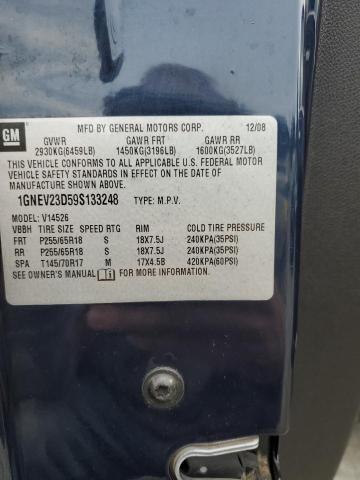 GM
MFD BY GENERAL MOTORS CORP. 12/08
GVWR GAWR FRT GAWR RR
2930KG(6459LB) 1450KG(3196LB) 1600KG(3527LB)
THIS VEHICLE CONFORMS TO ALL APPLICABLE U.S. FEDERAL MOTOR
VEHICLE SAFETY STANDARDS IN EFFECT ON THE DATE OF
MANUFACTURE SHOWN ABOVE.
1GNEV23D59S133248 TYPE: M.P.V.
MODEL: V14526
VBBH TIRE SIZE SPEED RTG RIM COLD TIRE PRESSURE
FRT P255/65R18 S 18X7.5J 240KPA(35PSI)
RR P255/65R18 S 18X7.5J 240KPA(35PSI)
SPA T145/70R17 M 17X4.5B 420KPA(60PSI)
SEE OWNER'S MANUAL i FOR MORE INFORMATION.